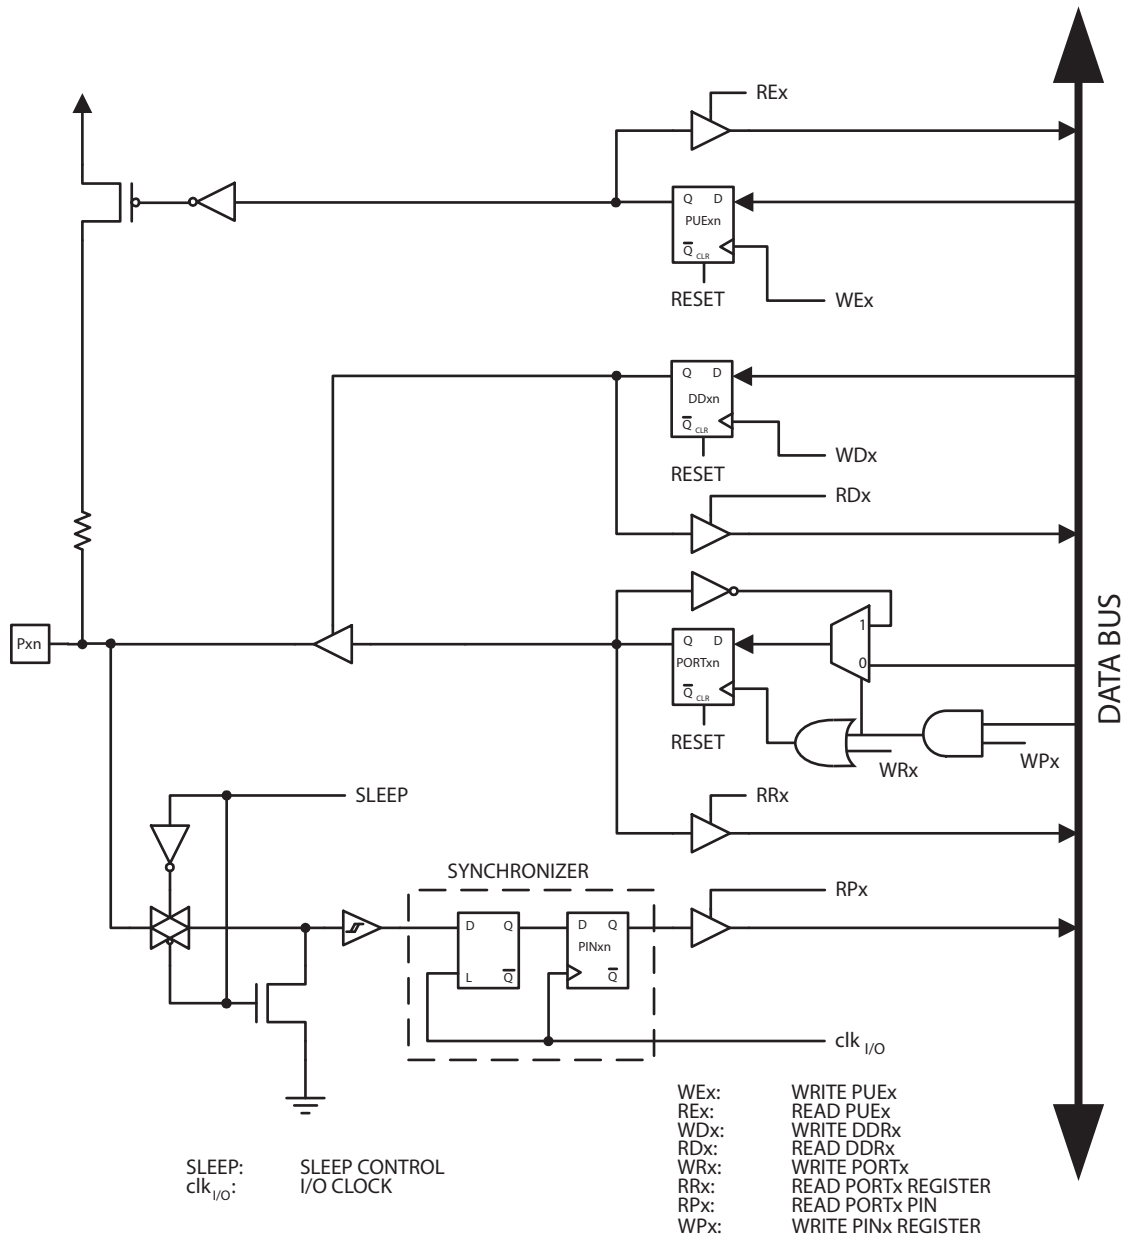 REx
Q D
PUExn
Q CLR
RESET
WEx
Q D
DDxn
Q CLR
RESET
WDx
RDx
DATA BUS
1
Pxn
Q D
PORTxn
0
Q CLR
RESET
WRx
WPx
SLEEP
RRx
SYNCHRONIZER
RPx
D Q
D Q
PINxn
L Q
Q
clk I/O
WEx: WRITE PUEx
REx: READ PUEx
WDx: WRITE DDRx
RDx: READ DDRx
WRx: WRITE PORTx
RRx: READ PORTx REGISTER
RPx: READ PORTx PIN
WPx: WRITE PINx REGISTER
SLEEP: SLEEP CONTROL
clk I/O: I/O CLOCK